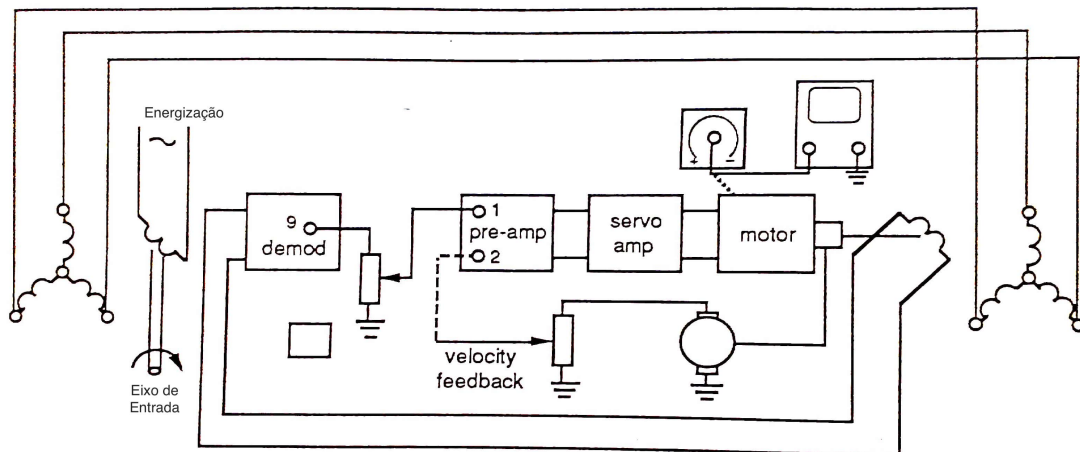 Energização
~
+ -
9
demod
1
pre-amp
2
servo
amp
motor
velocity
feedback
Eixo de
Entrada